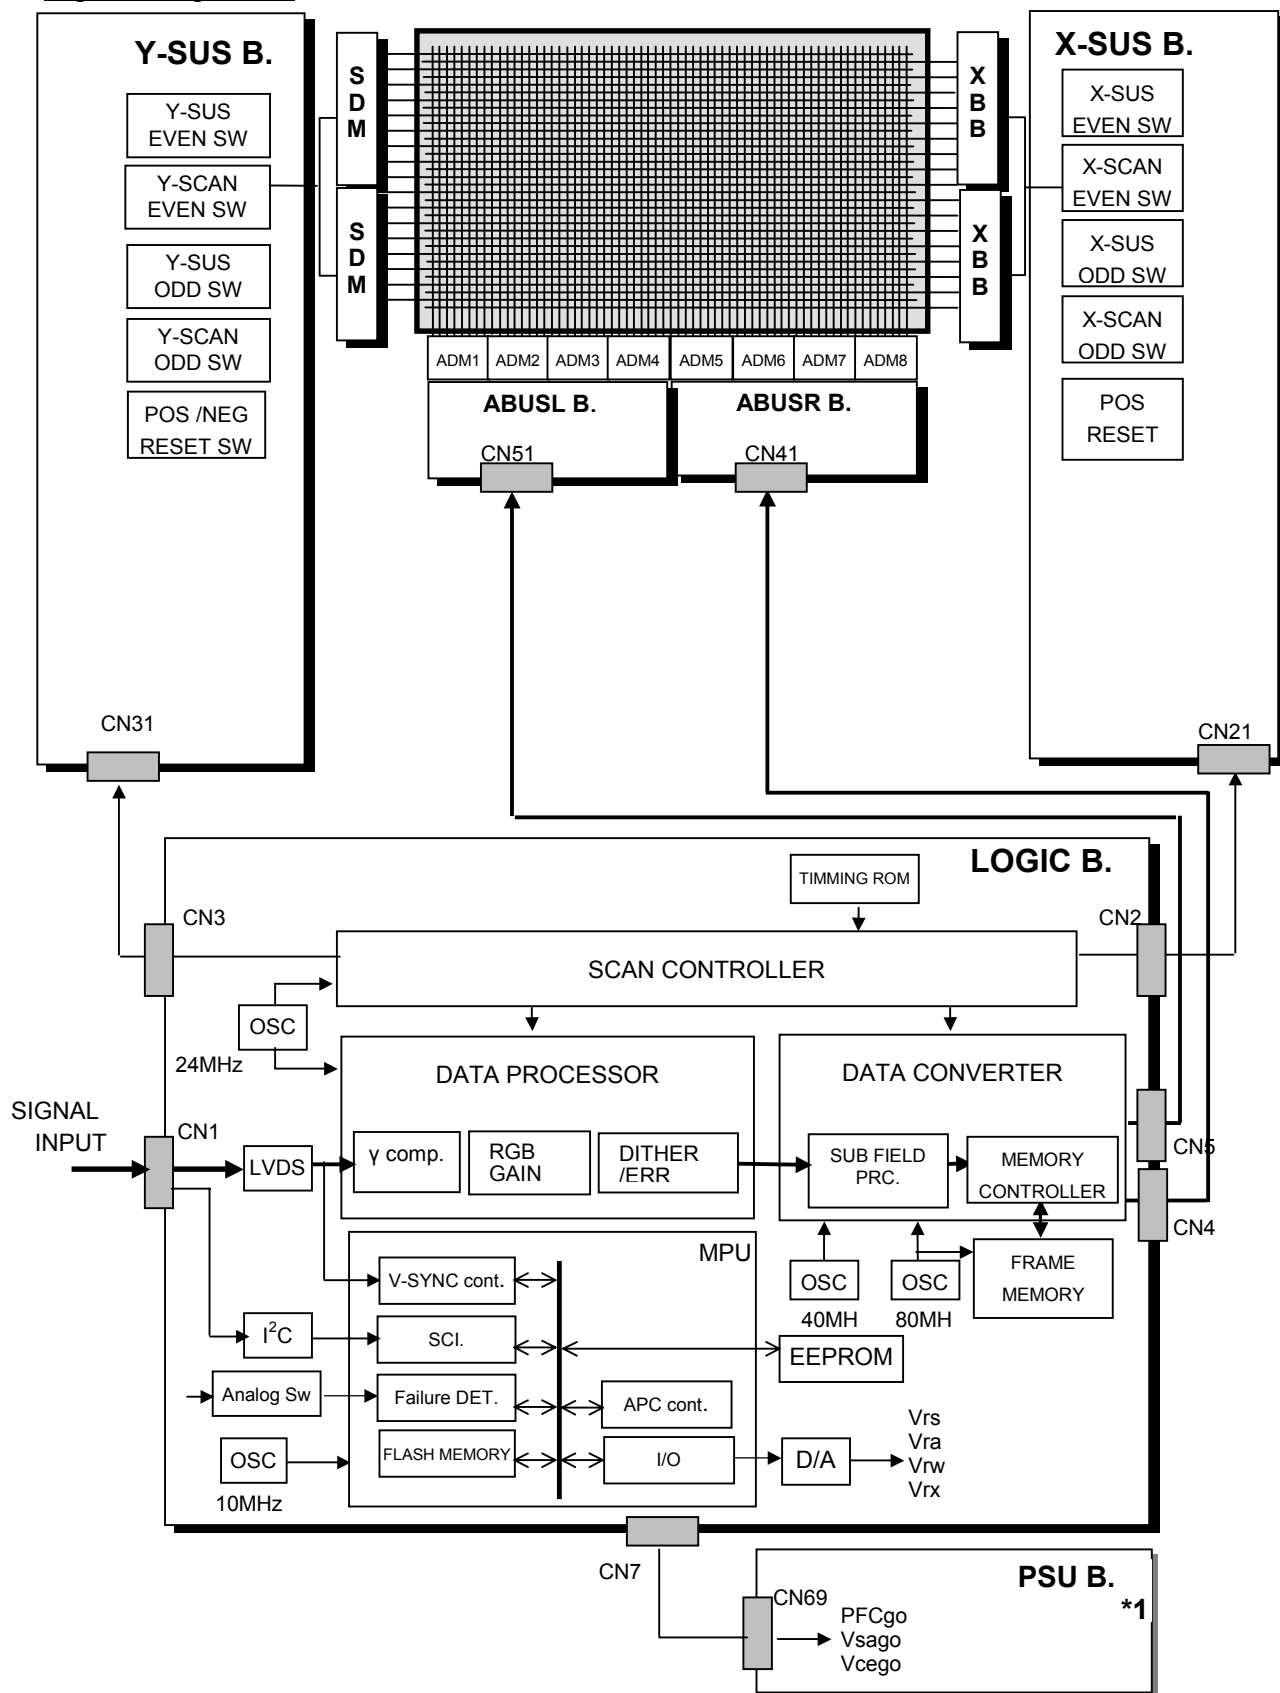 Y-SUS B.
Y-SUS
EVEN SW
Y-SCAN
EVEN SW
Y-SUS
ODD SW
Y-SCAN
ODD SW
POS /NEG
RESET SW
CN31
S
D
M
S
D
M
X
B
B
X
B
B
ADM1 ADM2 ADM3 ADM4 ADM5 ADM6 ADM7 ADM8
ABUSL B.
ABUSR B.
CN51
CN41
X-SUS B.
X-SUS
EVEN SW
X-SCAN
EVEN SW
X-SUS
ODD SW
X-SCAN
ODD SW
POS
RESET
CN21
LOGIC B.
TIMMING ROM
CN3
CN2
SCAN CONTROLLER
OSC
24MHz
DATA PROCESSOR
DATA CONVERTER
SIGNAL
INPUT
CN1
LVDS
γ comp.
RGB
GAIN
DITHER
/ERR
SUB FIELD
PRC.
MEMORY
CONTROLLER
CN5
CN4
MPU
V-SYNC cont.
OSC
40MH
OSC
80MH
FRAME
MEMORY
I²C
SCI.
EEPROM
Analog Sw
Failure DET.
APC cont.
OSC
10MHz
FLASH MEMORY
I/O
D/A
Vrs
Vra
Vrw
Vrx
CN7
PSU B.
*1
CN69
PFCgo
Vsago
Vcego